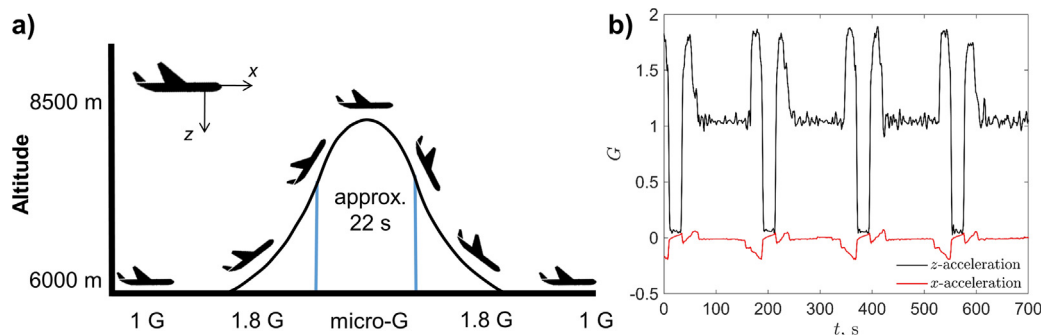 a)
x
z
8500 m
Altitude
approx.
22 s
6000 m
1 G
1.8 G
micro-G
1.8 G
1 G
b)
2
1.5
1
0.5
0
-0.5
G
z-acceleration
x-acceleration
0
100
200
300
400
500
600
700
t, s